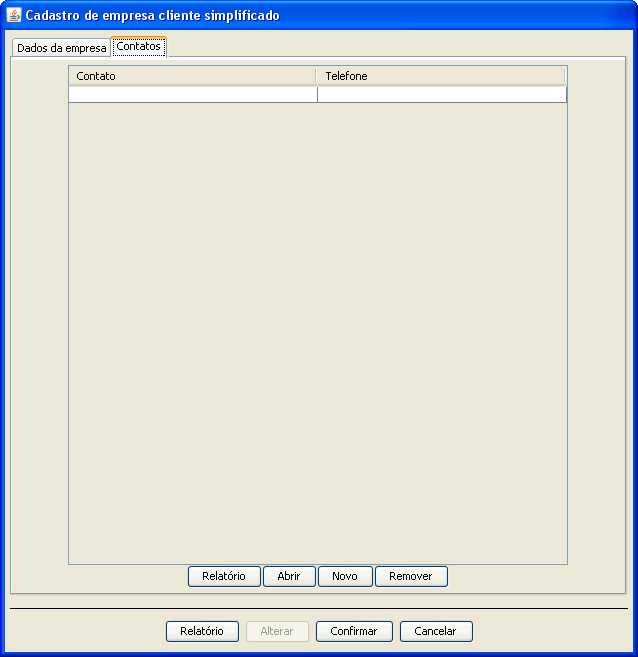 Cadastro de empresa cliente simplificado
Dados da empresa Contatos
Contato Telefone
Relatório Abrir Novo Remover
Relatório Alterar Confirmar Cancelar